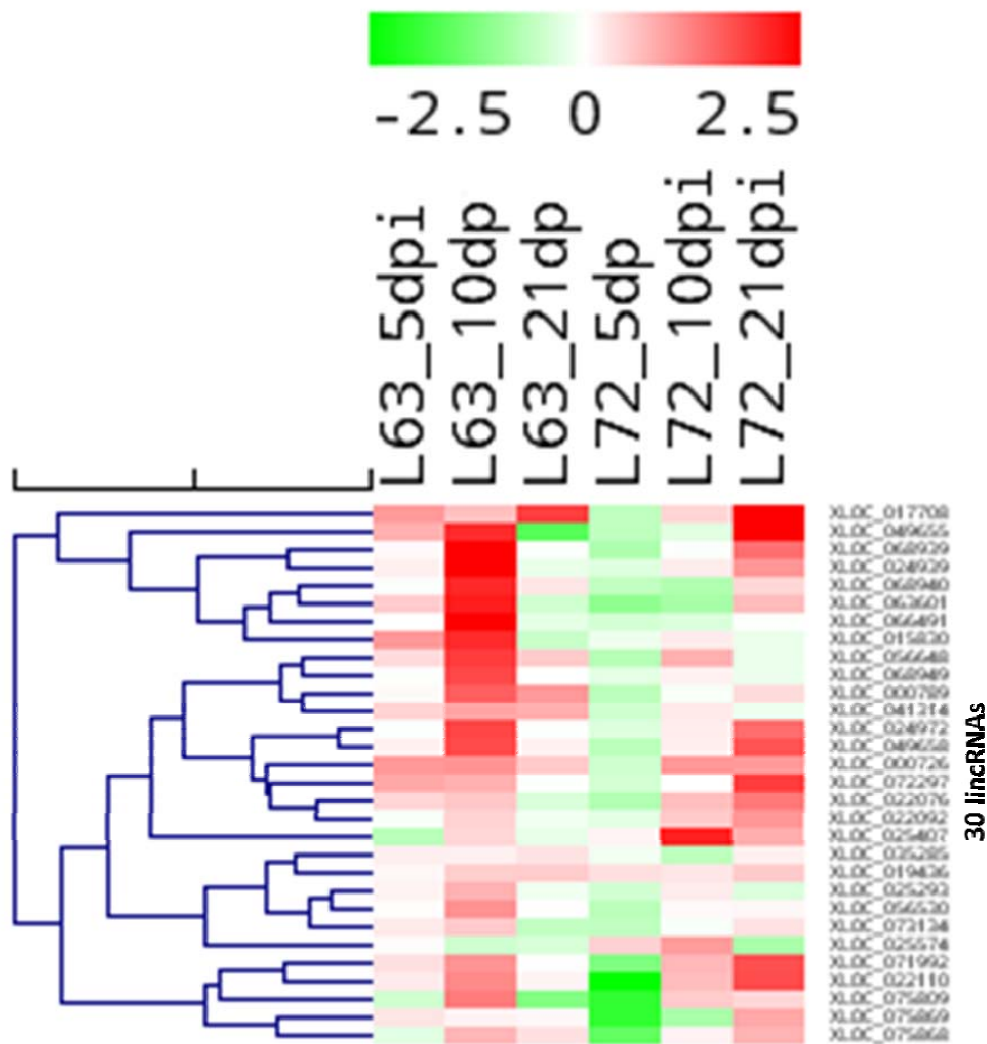 -2.5 0 2.5
L63_5dpi
L63_10dp
L63_21dp
L72_5dp
L72_10dpi
L72_21dpi
XLOC_017708
XLOC_049655
XLOC_068939
XLOC_024939
XLOC_068940
XLOC_063601
XLOC_066491
XLOC_015830
XLOC_056648
XLOC_068949
XLOC_000789
XLOC_041314
XLOC_024972
XLOC_049658
XLOC_000726
XLOC_072297
XLOC_022076
XLOC_022092
XLOC_025407
XLOC_035285
XLOC_019436
XLOC_025293
XLOC_056530
XLOC_073134
XLOC_025574
XLOC_071992
XLOC_022110
XLOC_075809
XLOC_075869
XLOC_075868
30 lincRNAs